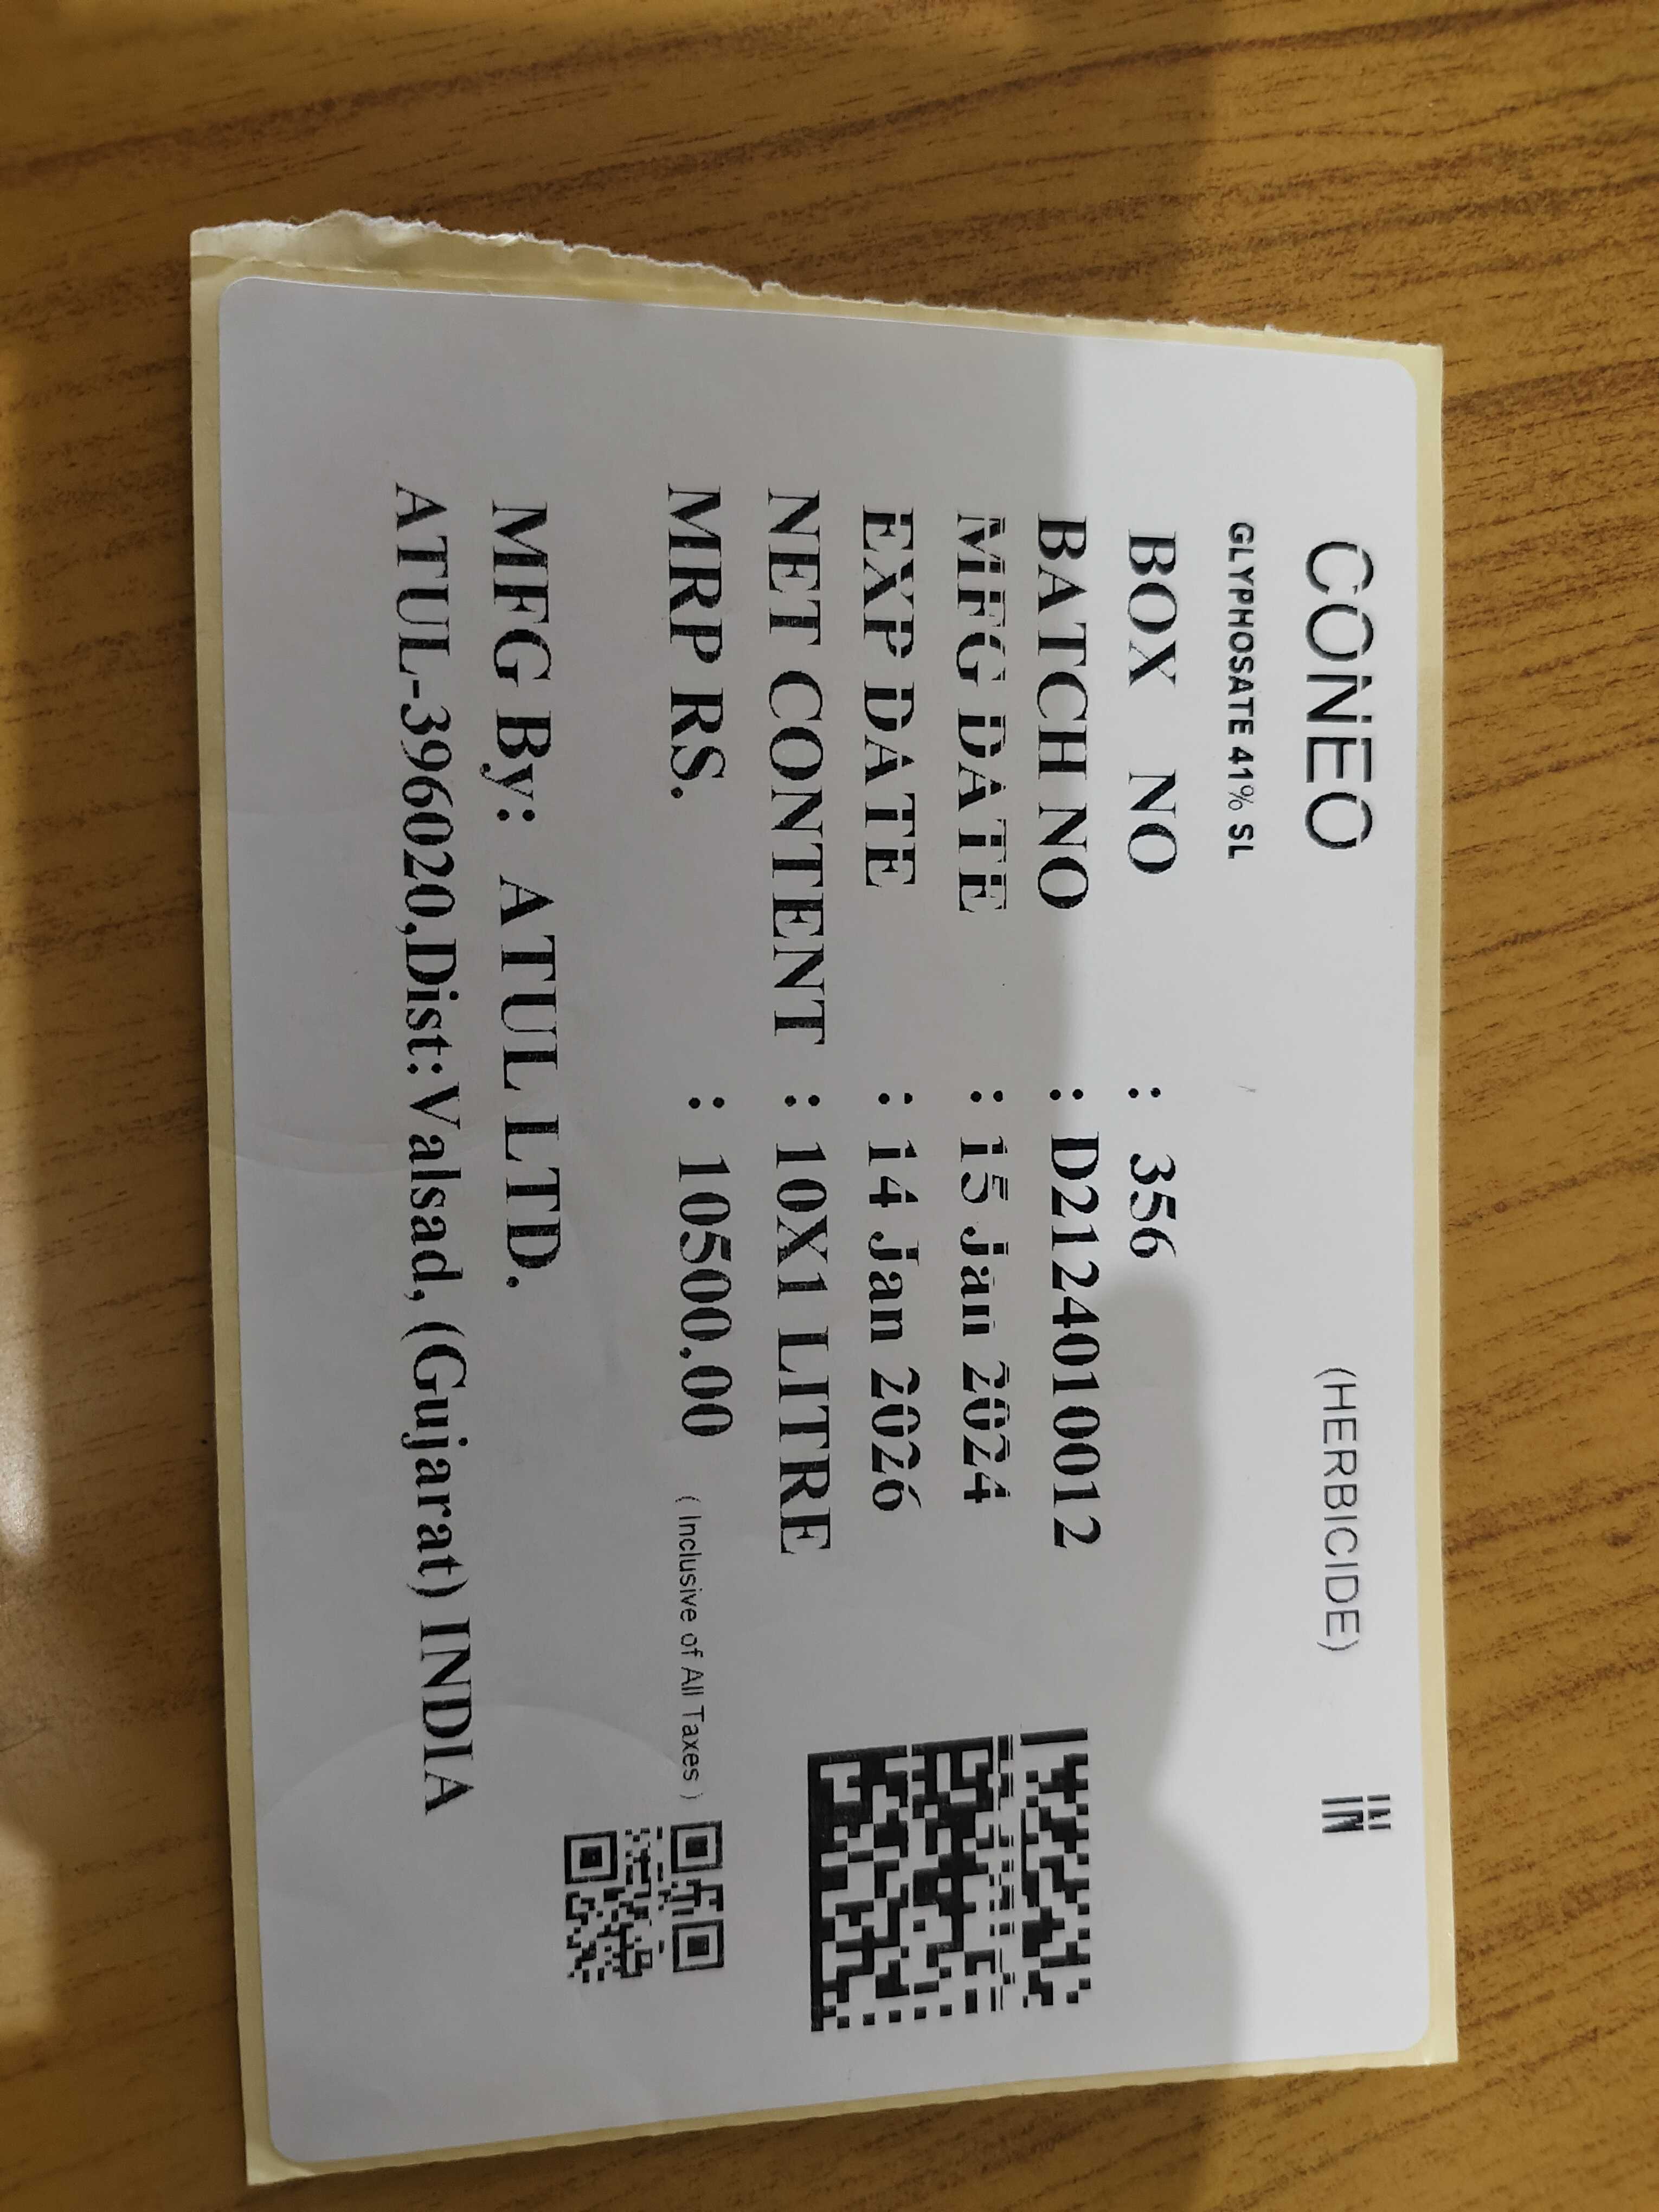 CONEO (HERBICIDE) IN
GLYPHOSATE 41% SL
BOX NO : 356
BATCH NO : D2124010012
MFG DATE : 15 Jan 2024
EXP DATE : 14 Jan 2026
NET CONTENT : 10X1 LITRE
MRP RS. : 10500.00 ( Inclusive of All Taxes )
MFG By: ATUL LTD.
ATUL-396020,Dist:Valsad, (Gujarat) INDIA